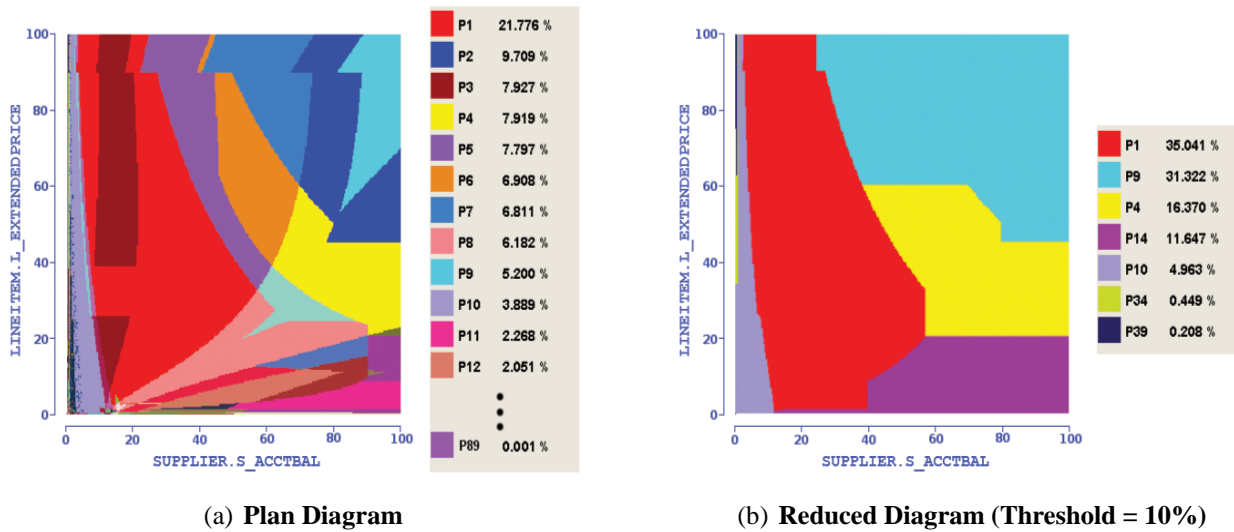 100
80
60
40
20
0
LINEITEM.L_EXTENDEDPRICE
0 20 40 60 80 100
SUPPLIER.S_ACCTBAL
P1 21.776 %
P2 9.709 %
P3 7.927 %
P4 7.919 %
P5 7.797 %
P6 6.908 %
P7 6.811 %
P8 6.182 %
P9 5.200 %
P10 3.889 %
P11 2.268 %
P12 2.051 %
P89 0.001 %
(a) Plan Diagram
100
80
60
40
20
0
LINEITEM.L_EXTENDEDPRICE
0 20 40 60 80 100
SUPPLIER.S_ACCTBAL
P1 35.041 %
P9 31.322 %
P4 16.370 %
P14 11.647 %
P10 4.963 %
P34 0.449 %
P39 0.208 %
(b) Reduced Diagram (Threshold = 10%)